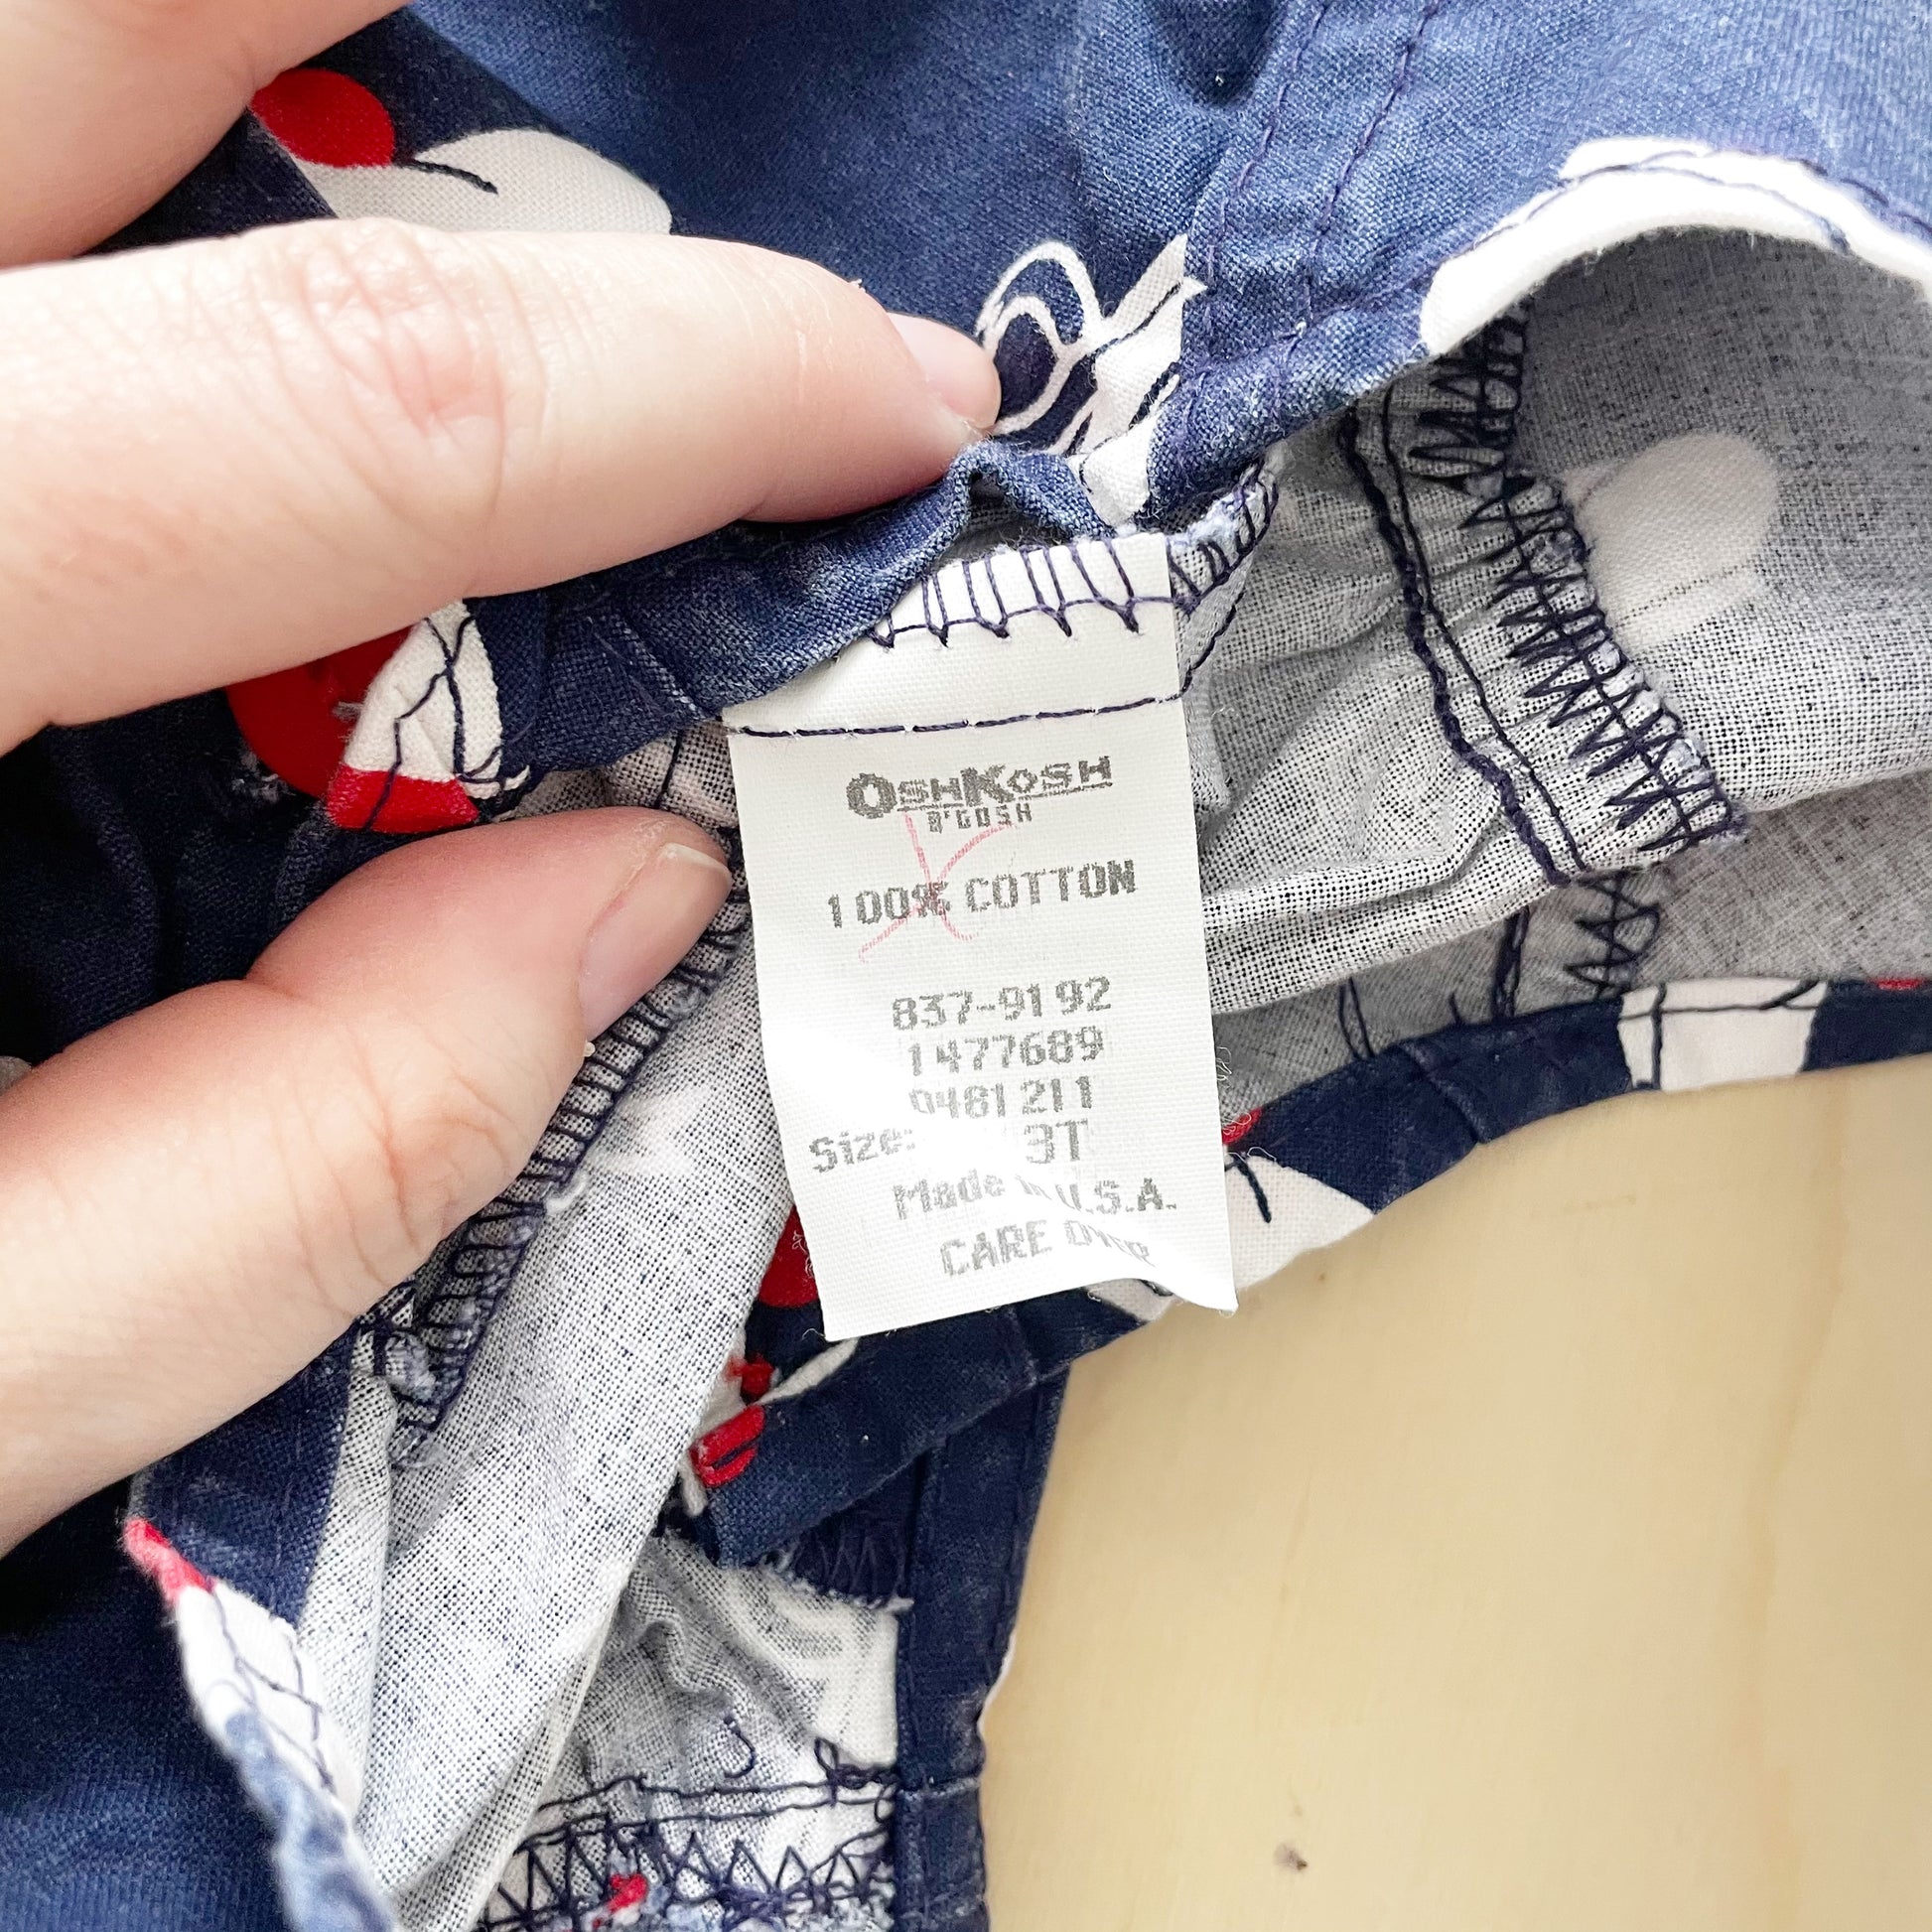 OSHKOSH
B'GOSH
100% COTTON
837-9192
1477689
0481211
Size: 3T
Made in U.S.A.
CARE OVER